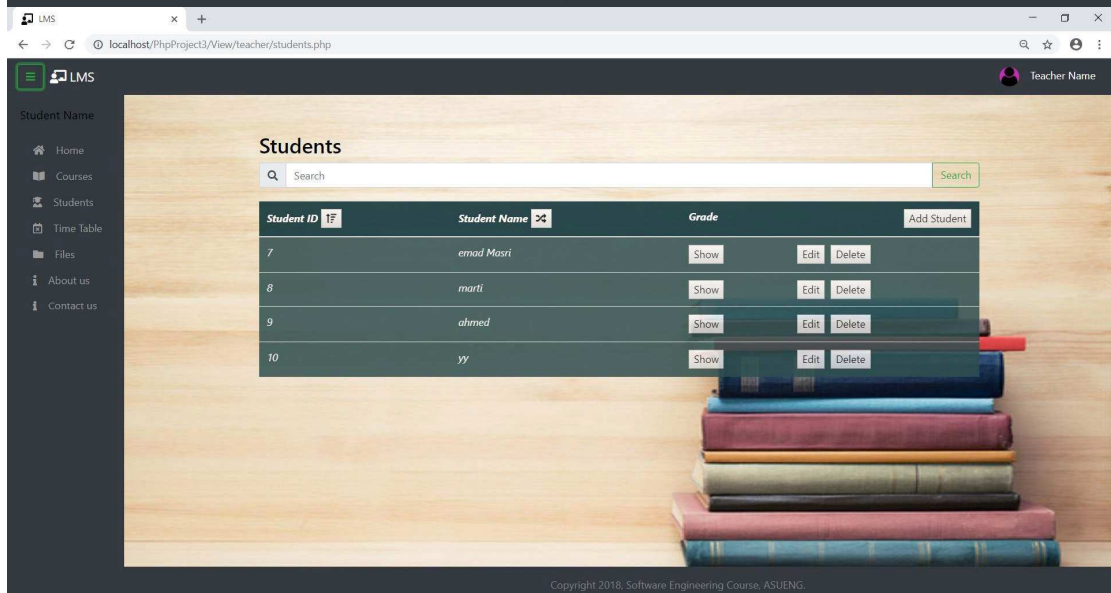 LMS
localhost/PhpProject3/View/teacher/students.php
LMS
Teacher Name
Student Name
Home
Courses
Students
Time Table
Files
About us
Contact us
Students
Search Search
Student ID Student Name Grade Add Student
7 emad Masri Show Edit Delete
8 marti Show Edit Delete
9 ahmed Show Edit Delete
10 yy Show Edit Delete
Copyright 2018, Software Engineering Course, ASUENG.